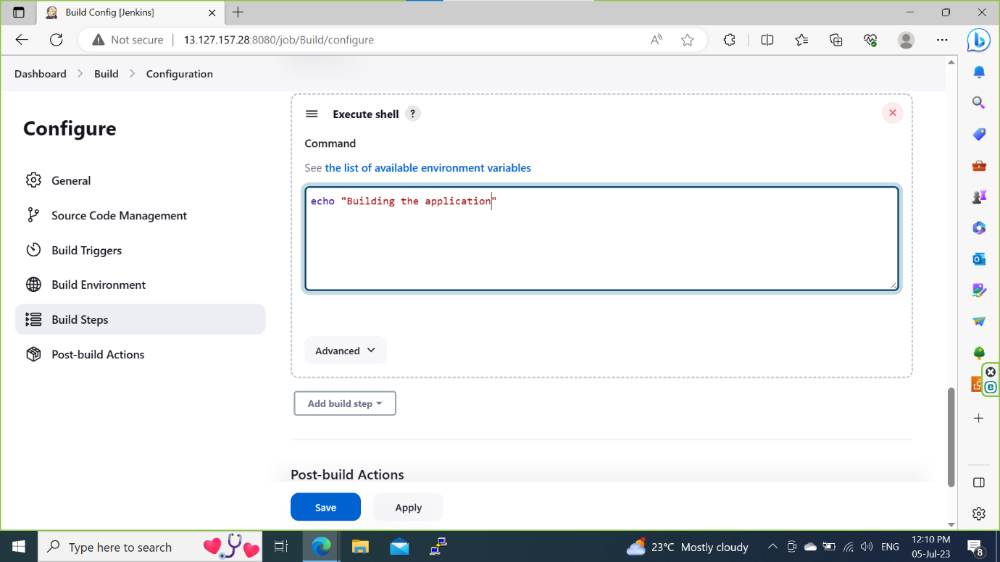 Build Config [Jenkins]
Not secure
13.127.157.28:8080/job/Build/configure
Dashboard > Build > Configuration
Configure
General
Source Code Management
Build Triggers
Build Environment
Build Steps
Post-build Actions
Execute shell ?
Command
See the list of available environment variables
echo "Building the application"
Advanced
Add build step
Post-build Actions
Save
Apply
Type here to search
23°C Mostly cloudy
ENG
12:10 PM
05-Jul-23
8